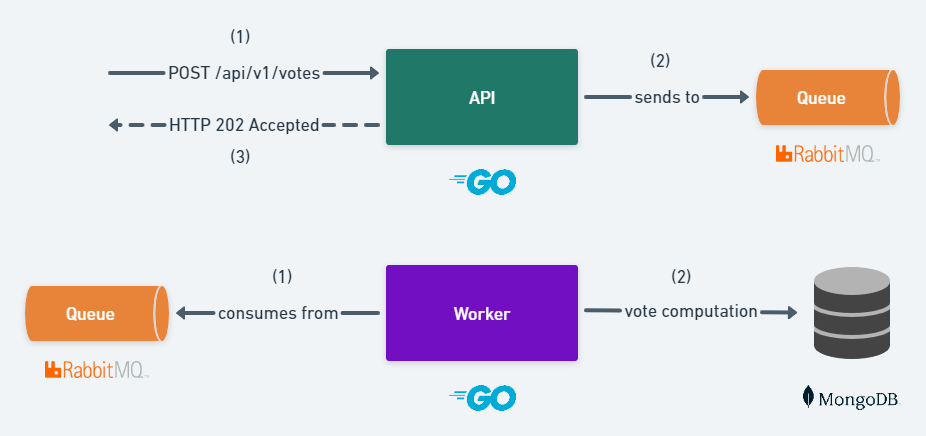 (1)
POST /api/v1/votes
API
(2)
sends to
Queue
HTTP 202 Accepted
(3)
RabbitMQ
GO
(1)
(2)
Queue
consumes from
Worker
vote computation
RabbitMQ
GO
MongoDB